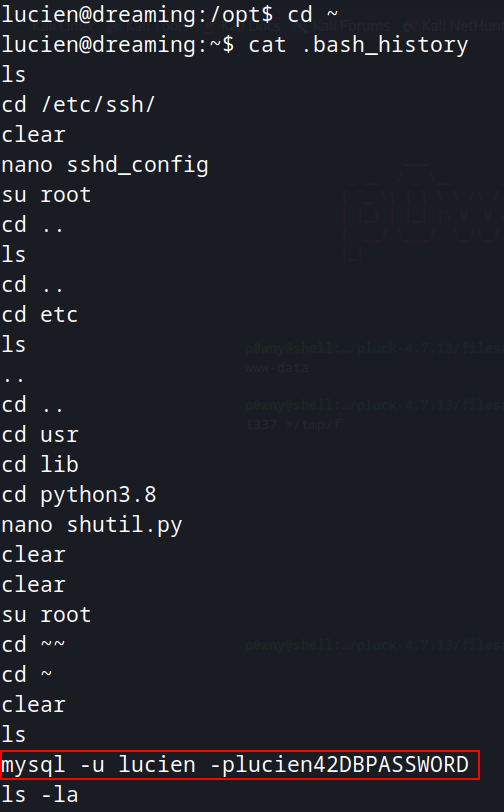 lucien@dreaming:/opt$ cd ~
lucien@dreaming:~$ cat .bash_history
ls
cd /etc/ssh/
clear
nano sshd_config
su root
cd ..
ls
cd ..
cd etc
ls
..
cd ..
cd usr
cd lib
cd python3.8
nano shutil.py
clear
clear
su root
cd ~~
cd ~
clear
ls
mysql -u lucien -plucien42DBPASSWORD
ls -la